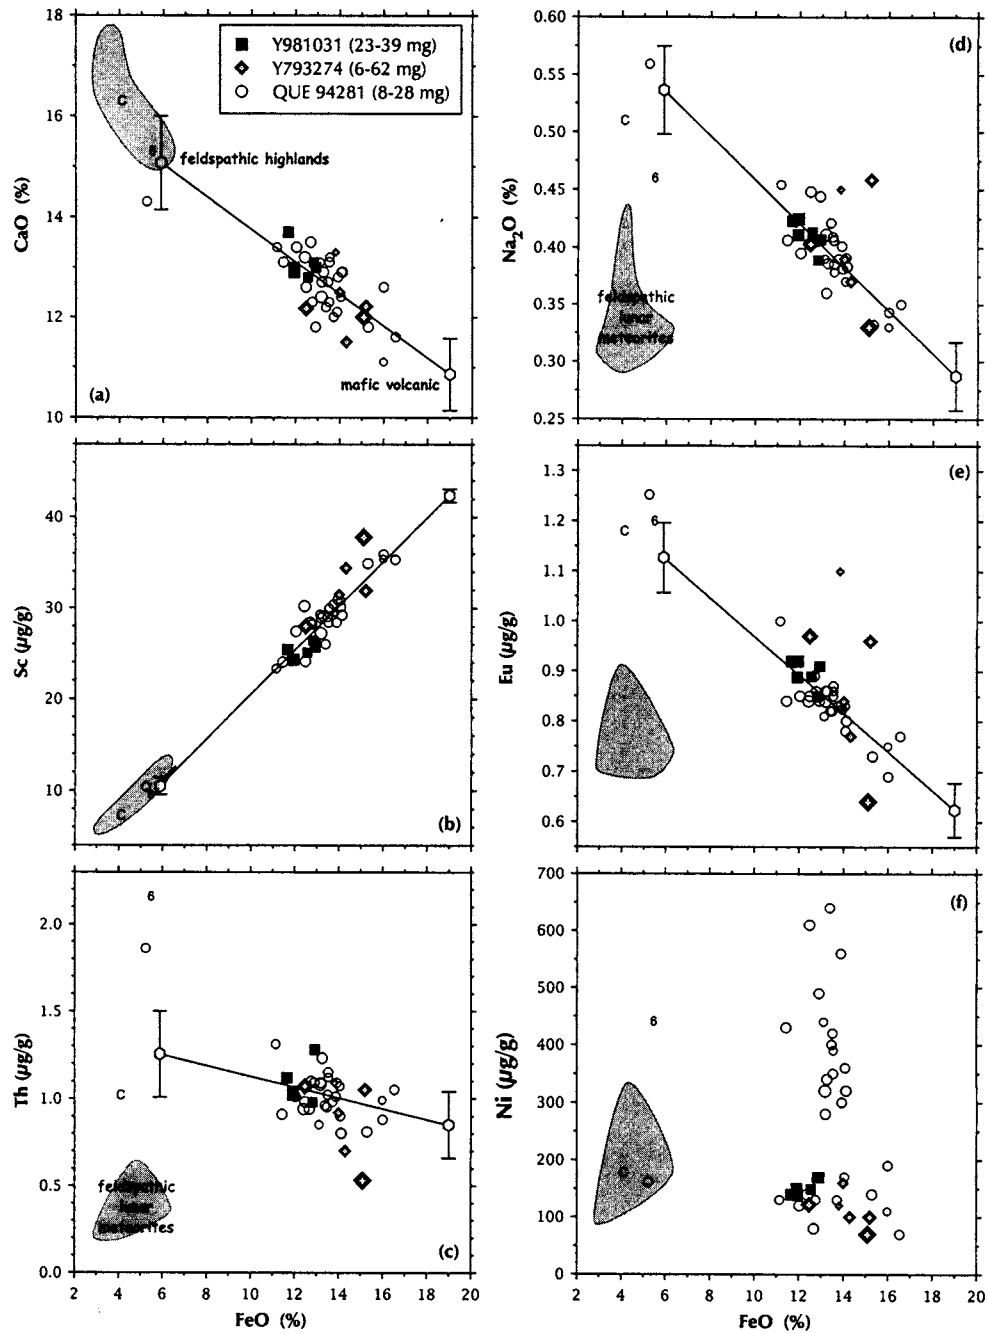 18
16
14
12
10
CaO (%)
Y981031 (23-39 mg)
Y793274 (6-62 mg)
QUE 94281 (8-28 mg)
C
8
feldspathic highlands
mafic volcanic
(a)
0.60
0.55
0.50
0.45
0.40
0.35
0.30
0.25
Na2O (%)
(d)
C
6
feldspathic
lunar
meteorites
40
30
20
10
Sc (µg/g)
C
(b)
1.3
1.2
1.1
1.0
0.9
0.8
0.7
0.6
Eu (µg/g)
(e)
C
6
2.0
1.5
1.0
0.5
0.0
Th (µg/g)
6
C
feldspathic
lunar
meteorites
(c)
2 4 6 8 10 12 14 16 18 20
FeO (%)
700
600
500
400
300
200
100
0
Ni (µg/g)
(f)
6
C
2 4 6 8 10 12 14 16 18 20
FeO (%)